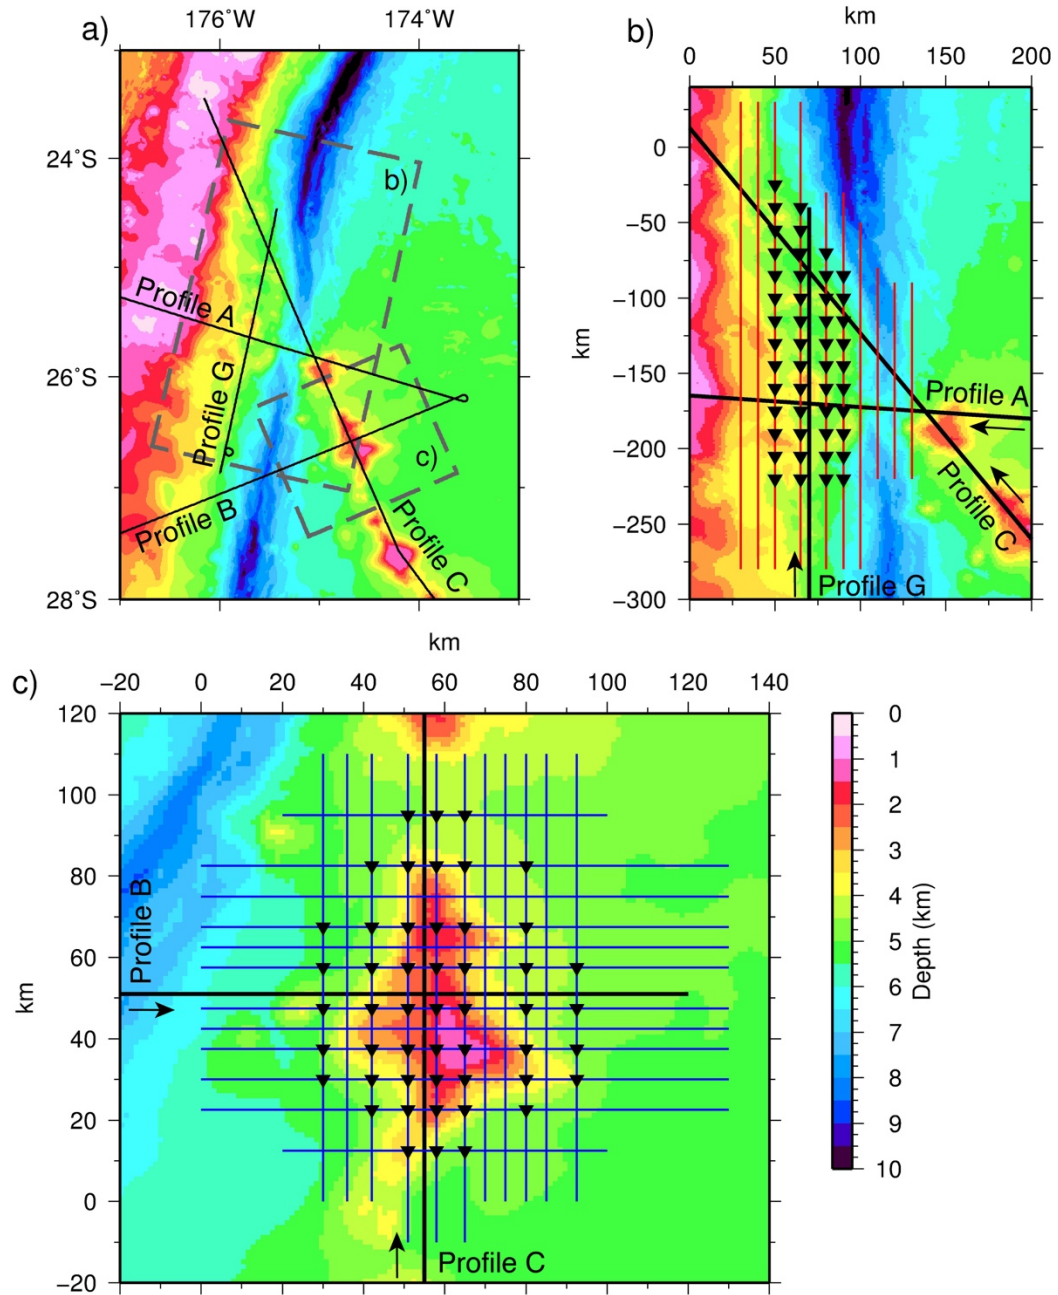 a)
176°W 174°W
24°S
26°S
28°S
b)
c)
Profile A
Profile G
Profile B
Profile C
b)
km
0 50 100 150 200
km
0
−50
−100
−150
−200
−250
−300
Profile A
Profile C
Profile G
c)
km
−20 0 20 40 60 80 100 120 140
km
120
100
80
60
40
20
0
−20
Profile B
Profile C
0
1
2
3
4
5
6
7
8
9
10
Depth (km)